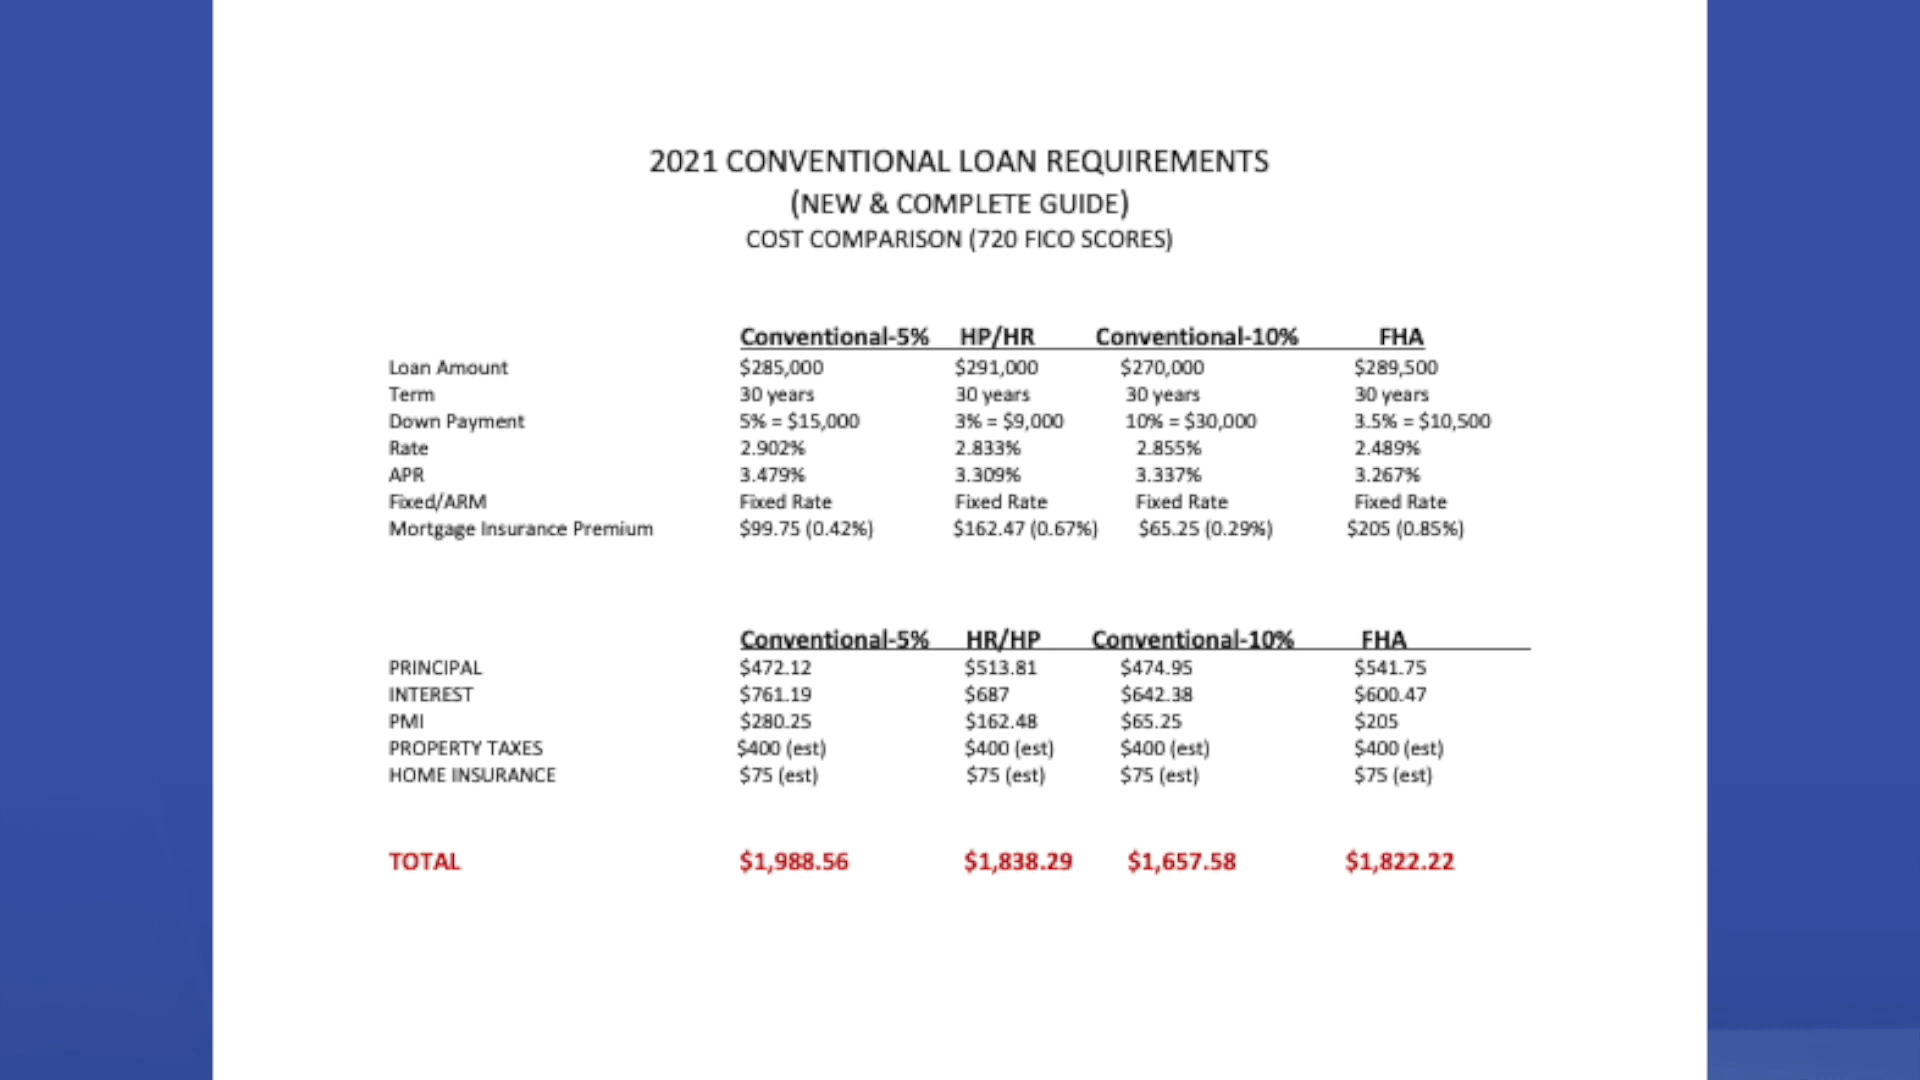 2021 CONVENTIONAL LOAN REQUIREMENTS
(NEW & COMPLETE GUIDE)
COST COMPARISON (720 FICO SCORES)
Conventional-5% HP/HR Conventional-10% FHA
Loan Amount $285,000 $291,000 $270,000 $289,500
Term 30 years 30 years 30 years 30 years
Down Payment 5% = $15,000 3% = $9,000 10% = $30,000 3.5% = $10,500
Rate 2.902% 2.833% 2.855% 2.489%
APR 3.479% 3.309% 3.337% 3.267%
Fixed/ARM Fixed Rate Fixed Rate Fixed Rate Fixed Rate
Mortgage Insurance Premium $99.75 (0.42%) $162.47 (0.67%) $65.25 (0.29%) $205 (0.85%)
Conventional-5% HR/HP Conventional-10% FHA
PRINCIPAL $472.12 $513.81 $474.95 $541.75
INTEREST $761.19 $687 $642.38 $600.47
PMI $280.25 $162.48 $65.25 $205
PROPERTY TAXES $400 (est) $400 (est) $400 (est) $400 (est)
HOME INSURANCE $75 (est) $75 (est) $75 (est) $75 (est)
TOTAL $1,988.56 $1,838.29 $1,657.58 $1,822.22